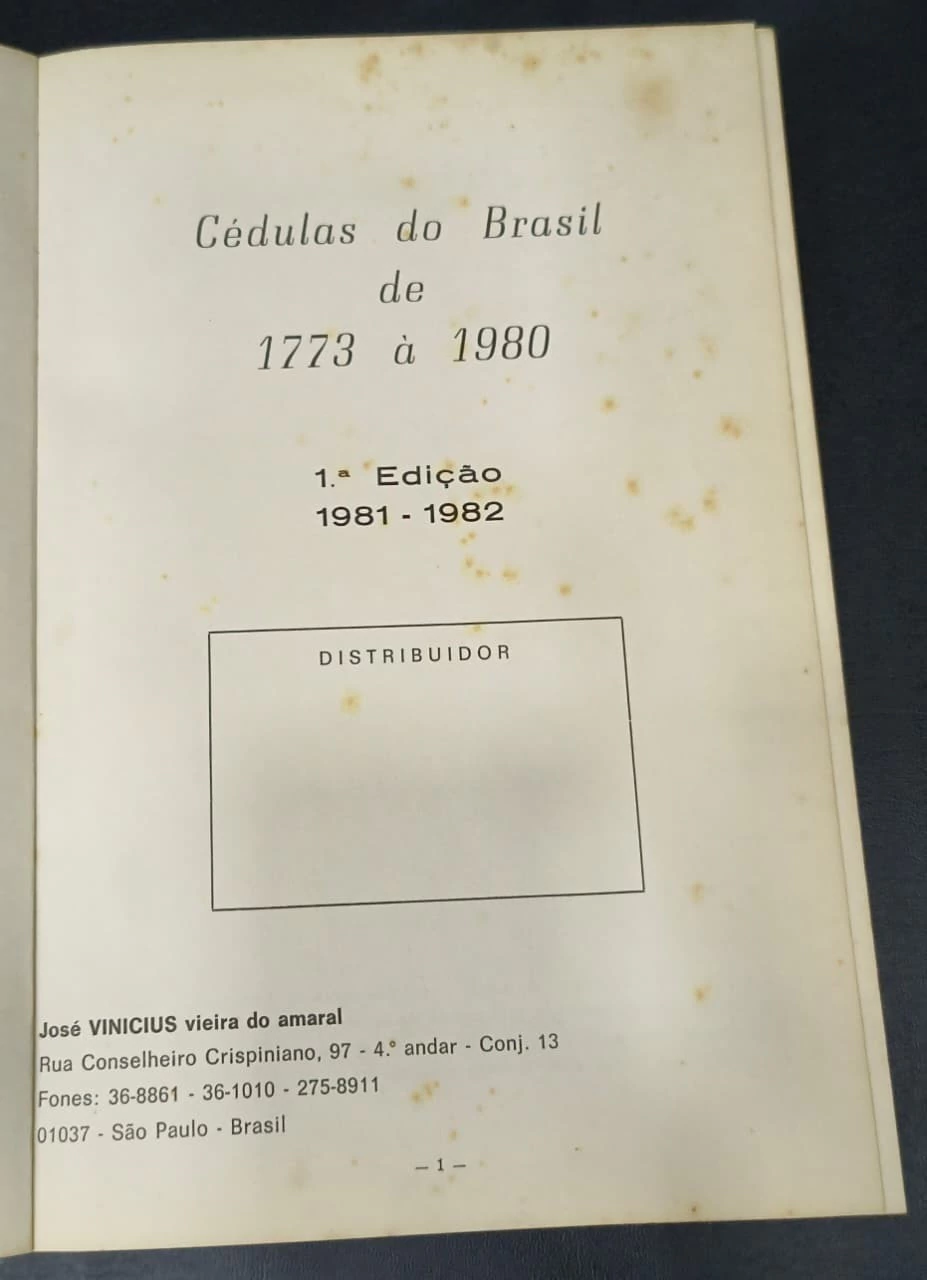 Cédulas do Brasil
de
1773 à 1980
1.ª Edição
1981 - 1982
DISTRIBUIDOR
José VINICIUS vieira do amaral
Rua Conselheiro Crispiniano, 97 - 4.º andar - Conj. 13
Fones: 36-8861 - 36-1010 - 275-8911
01037 - São Paulo - Brasil
— 1 —